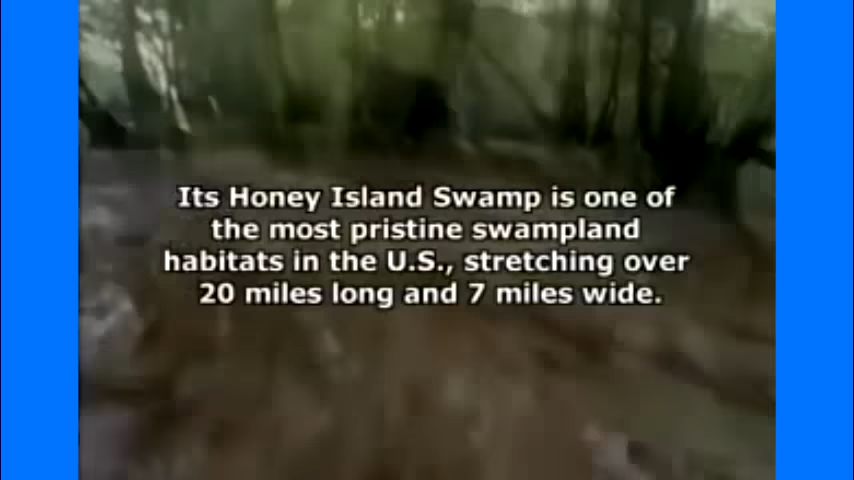 Its Honey Island Swamp is one of
the most pristine swampland
habitats in the U.S., stretching over
20 miles long and 7 miles wide.